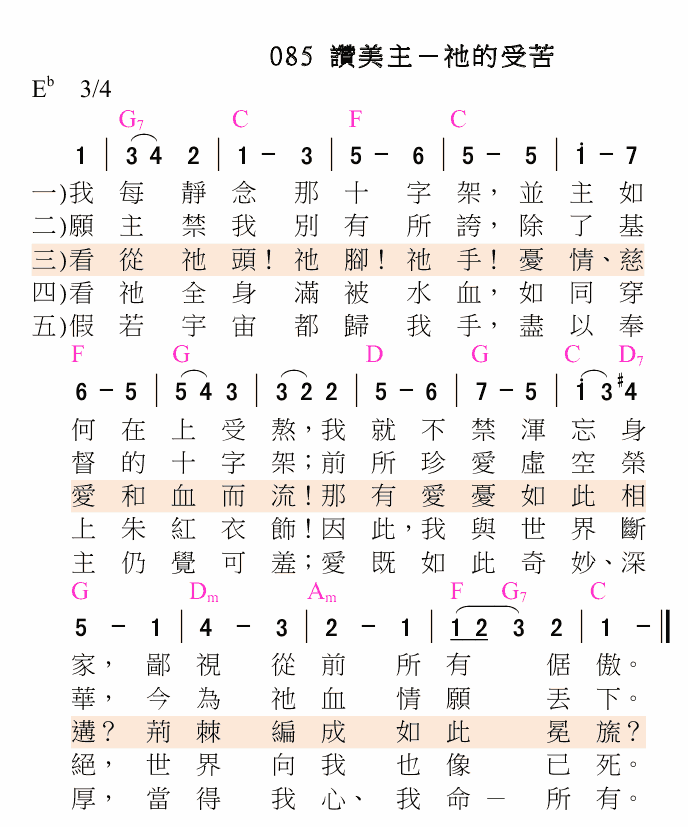 085 讚美主－祂的受苦
E♭ 3/4
G7 C F C
1 | 3 4 2 | 1 - 3 | 5 - 6 | 5 - 5 | i - 7
一)我 每 靜 念 那 十 字 架，並 主 如
二)願 主 禁 我 別 有 所 誇，除 了 基
三)看 從 祂 頭！祂 腳！祂 手！憂 情、慈
四)看 祂 全 身 滿 被 水 血，如 同 穿
五)假 若 宇 宙 都 歸 我 手，盡 以 奉
F G D G C D7
6 - 5 | 5 4 3 | 3 2 2 | 5 - 6 | 7 - 5 | i 3 #4
何 在 上 受 熬，我 就 不 禁 渾 忘 身
督 的 十 字 架；前 所 珍 愛 虛 空 榮
愛 和 血 而 流！那 有 愛 憂 如 此 相
上 朱 紅 衣 飾！因 此，我 與 世 界 斷
主 仍 覺 可 羞；愛 既 如 此 奇 妙、深
G Dm Am F G7 C
5 - 1 | 4 - 3 | 2 - 1 | 1 2 3 2 | 1 - ‖
家，鄙 視 從 前 所 有 倨 傲。
華，今 為 祂 血 情 願 丟 下。
遘？荊 棘 編 成 如 此 冕 旒？
絕，世 界 向 我 也 像 已 死。
厚，當 得 我 心、我 命 － 所 有。